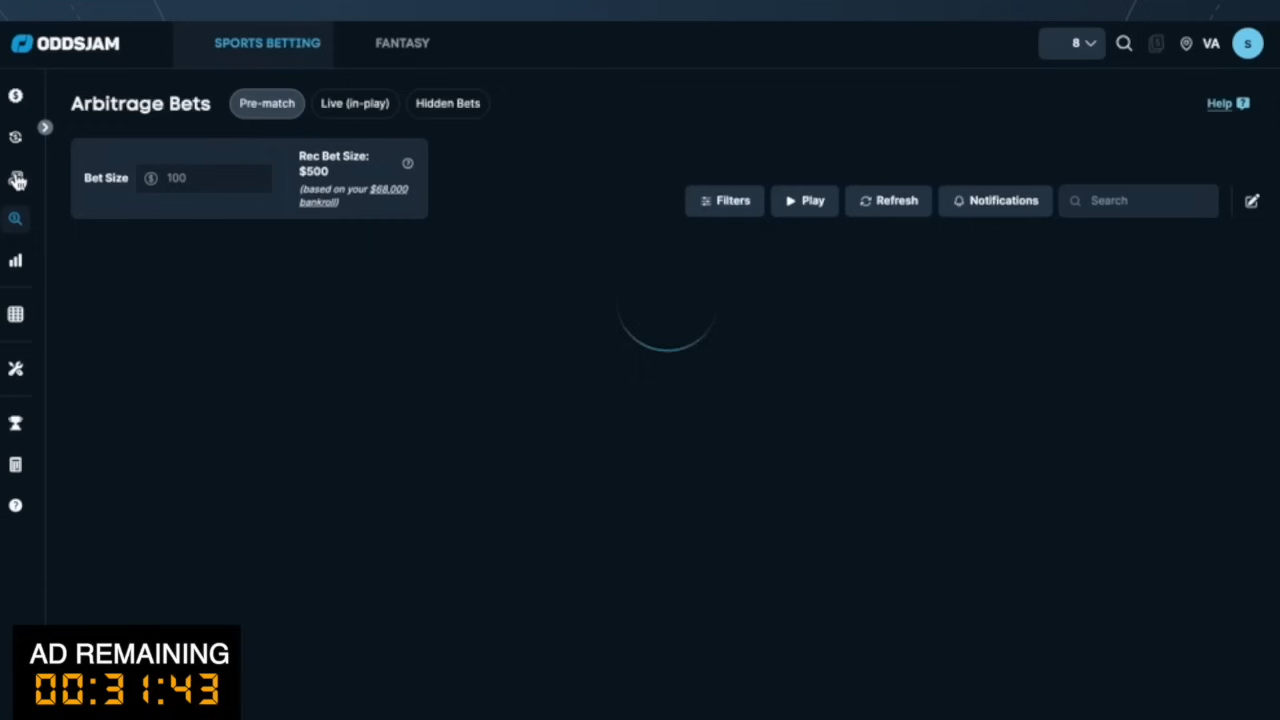 ODDSJAM
SPORTS BETTING
FANTASY
8
VA
S
Arbitrage Bets
Pre-match
Live (in-play)
Hidden Bets
Help ?
Bet Size
$ 100
Rec Bet Size:
$500
(based on your $68,000
bankroll)
Filters
Play
Refresh
Notifications
Search
AD REMAINING
00:31:43